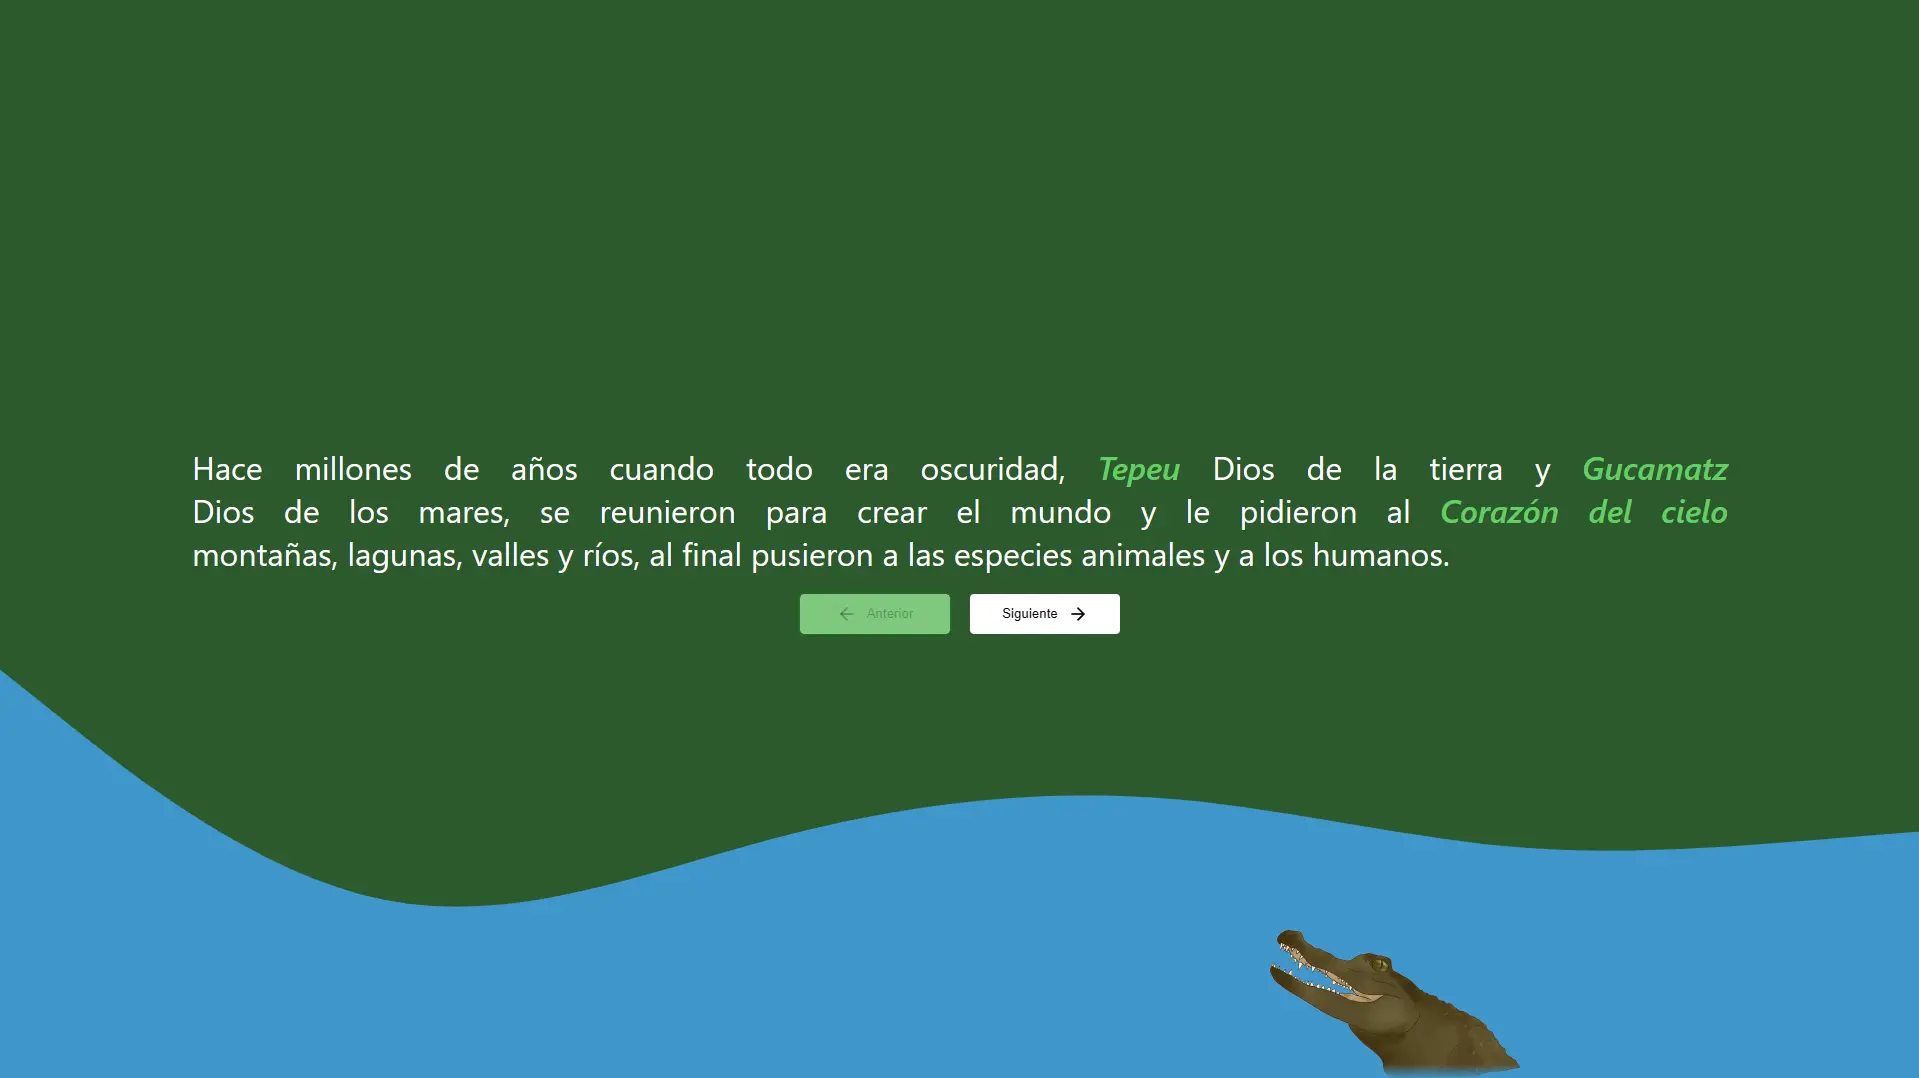 Hace millones de años cuando todo era oscuridad, Tepeu Dios de la tierra y Gucamatz
Dios de los mares, se reunieron para crear el mundo y le pidieron al Corazón del cielo
montañas, lagunas, valles y ríos, al final pusieron a las especies animales y a los humanos.
Anterior Siguiente